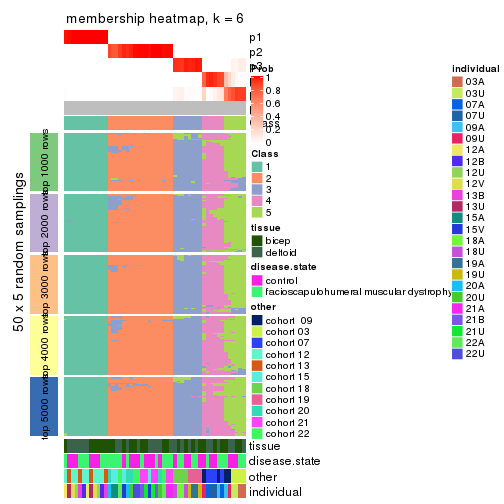 membership heatmap, k = 6
p1
p2
p3
Prob
1
0.8
0.6
0.4
0.2
0
Class
1
2
3
4
5
tissue
bicep
deltoid
disease.state
control
facioscapulohumeral muscular dystrophy
other
cohort 09
cohort 03
cohort 07
cohort 12
cohort 13
cohort 15
cohort 18
cohort 19
cohort 20
cohort 21
cohort 22
individual
03A
03U
07A
07U
09A
09U
12A
12B
12U
12V
13B
13U
15A
15V
18A
18U
19A
19U
20A
20U
21A
21B
21U
22A
22U
50 x 5 random samplings
top 1000 rows
top 2000 rows
top 3000 rows
top 4000 rows
top 5000 rows
tissue
disease.state
other
individual